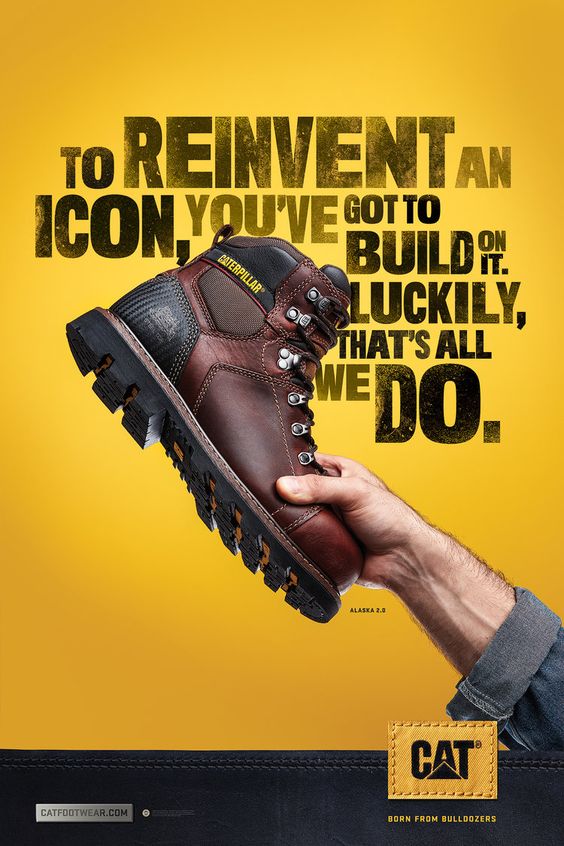 TO REINVENT AN
ICON, YOU'VE GOT TO
BUILD ON IT.
LUCKILY,
THAT'S ALL
WE DO.
CATERPILLAR®
ALASKA 2.0
CAT®
BORN FROM BULLDOZERS
CATFOOTWEAR.COM